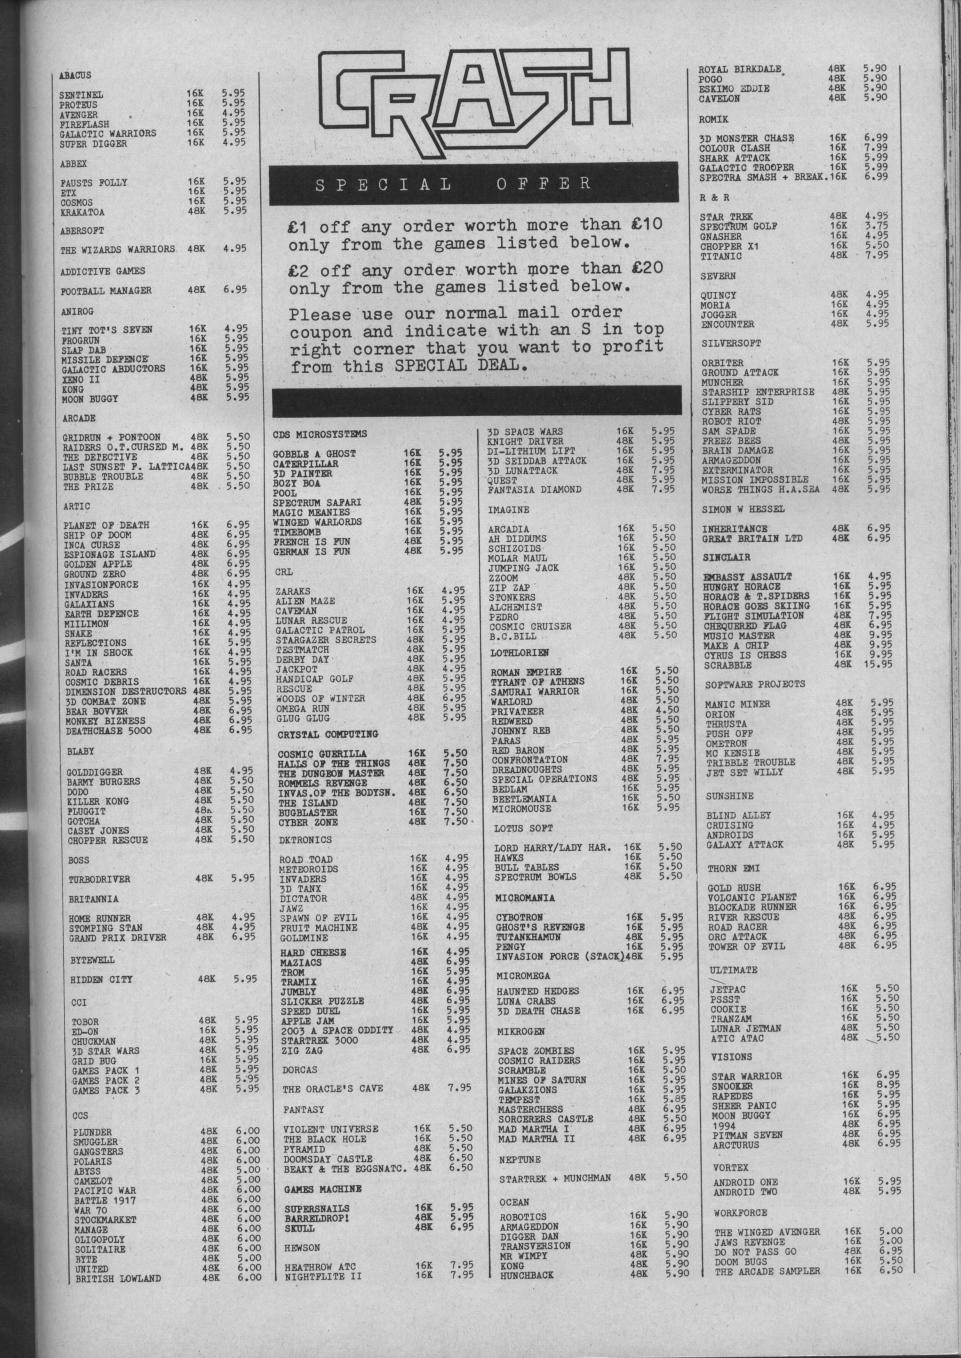 ABACUS
SENTINEL 16K 5.95
PROTEUS 16K 5.95
AVENGER 16K 4.95
FIREFLASH 48K 5.95
GALACTIC WARRIORS 16K 5.95
SUPER DIGGER 16K 4.95
ABBEX
FAUSTS FOLLY 16K 5.95
ETX 16K 5.95
COSMOS 16K 5.95
KRAKATOA 48K 5.95
ABERSOFT
THE WIZARDS WARRIORS 48K 4.95
ADDICTIVE GAMES
FOOTBALL MANAGER 48K 6.95
ANIROG
TINY TOT'S SEVEN 16K 4.95
FROGRUN 16K 5.95
SLAP DAB 16K 5.95
MISSILE DEFENCE 16K 5.95
GALACTIC ABDUCTORS 16K 5.95
XENO II 48K 5.95
KONG 48K 5.95
MOON BUGGY 48K 5.95
ARCADE
GRIDRUN + PONTOON 48K 5.50
RAIDERS O.T.CURSED M. 48K 5.50
THE DETECTIVE 48K 5.50
LAST SUNSET F. LATTICA48K 5.50
BUBBLE TROUBLE 48K 5.50
THE PRIZE 48K 5.50
ARTIC
PLANET OF DEATH 16K 6.95
SHIP OF DOOM 48K 6.95
INCA CURSE 48K 6.95
ESPIONAGE ISLAND 48K 6.95
GOLDEN APPLE 48K 6.95
GROUND ZERO 48K 6.95
INVASIONFORCE 16K 4.95
INVADERS 16K 4.95
GALAXIANS 16K 4.95
EARTH DEFENCE 16K 4.95
MIILIMON 16K 4.95
SNAKE 16K 4.95
REFLECTIONS 16K 5.95
I'M IN SHOCK 16K 4.95
SANTA 16K 5.95
ROAD RACERS 16K 4.95
COSMIC DEBRIS 16K 4.95
DIMENSION DESTRUCTORS 48K 5.95
3D COMBAT ZONE 48K 5.95
BEAR BOVVER 48K 6.95
MONKEY BIZNESS 48K 6.95
DEATHCHASE 5000 48K 6.95
BLABY
GOLDDIGGER 48K 4.95
BARMY BURGERS 48K 5.50
DODO 48K 5.50
KILLER KONG 48K 5.50
PLUGGIT 48K 5.50
GOTCHA 48K 5.50
CASEY JONES 48K 5.50
CHOPPER RESCUE 48K 5.50
BOSS
TURBODRIVER 48K 5.95
BRITANNIA
HOME RUNNER 48K 4.95
STOMPING STAN 48K 4.95
GRAND PRIX DRIVER 48K 6.95
BYTEWELL
HIDDEN CITY 48K 5.95
CCI
TOBOR 48K 5.95
ED-ON 16K 5.95
CHUCKMAN 48K 5.95
3D STAR WARS 48K 5.95
GRID BUG 16K 5.95
GAMES PACK 1 48K 5.95
GAMES PACK 2 48K 5.95
GAMES PACK 3 48K 5.95
CCS
PLUNDER 48K 6.00
SMUGGLER 48K 6.00
GANGSTERS 48K 6.00
POLARIS 48K 6.00
ABYSS 48K 5.00
CAMELOT 48K 5.00
PACIFIC WAR 48K 6.00
BATTLE 1917 48K 6.00
WAR 70 48K 6.00
STOCKMARKET 48K 6.00
MANAGE 48K 6.00
OLIGOPOLY 48K 6.00
SOLITAIRE 48K 6.00
BYTE 48K 5.00
UNITED 48K 6.00
BRITISH LOWLAND 48K 6.00
CRASH
SPECIAL OFFER
£1 off any order worth more than £10
only from the games listed below.
£2 off any order worth more than £20
only from the games listed below.
Please use our normal mail order
coupon and indicate with an S in top
right corner that you want to profit
from this SPECIAL DEAL.
CDS MICROSYSTEMS
GOBBLE A GHOST 16K 5.95
CATERPILLAR 16K 5.95
3D PAINTER 16K 5.95
BOZY BOA 16K 5.95
POOL 16K 5.95
SPECTRUM SAFARI 48K 5.95
MAGIC MEANIES 16K 5.95
WINGED WARLORDS 16K 5.95
TIMEBOMB 16K 5.95
FRENCH IS FUN 48K 5.95
GERMAN IS FUN 48K 5.95
CRL
ZARAKS 16K 4.95
ALIEN MAZE 16K 5.95
CAVEMAN 16K 4.95
LUNAR RESCUE 16K 4.95
GALACTIC PATROL 16K 5.95
STARGAZER SECRETS 48K 5.95
TESTMATCH 48K 5.95
DERBY DAY 48K 5.95
JACKPOT 48K 4.95
HANDICAP GOLF 48K 5.95
RESCUE 48K 5.95
WOODS OF WINTER 48K 6.95
OMEGA RUN 48K 5.95
GLUG GLUG 48K 5.95
CRYSTAL COMPUTING
COSMIC GUERILLA 16K 5.50
HALLS OF THE THINGS 48K 7.50
THE DUNGEON MASTER 48K 7.50
ROMMELS REVENGE 48K 6.50
INVAS.OF THE BODYSN. 48K 6.50
THE ISLAND 48K 7.50
BUGBLASTER 16K 7.50
CYBER ZONE 48K 7.50
DKTRONICS
ROAD TOAD 16K 4.95
METEOROIDS 16K 4.95
INVADERS 16K 4.95
3D TANX 16K 4.95
DICTATOR 48K 4.95
JAWZ 16K 4.95
SPAWN OF EVIL 16K 4.95
FRUIT MACHINE 48K 4.95
GOLDMINE 16K 4.95
HARD CHEESE 16K 4.95
MAZIACS 48K 6.95
TROM 16K 5.95
TRAMIX 16K 4.95
JUMBLY 48K 6.95
SLICKER PUZZLE 48K 6.95
SPEED DUEL 16K 5.95
APPLE JAM 16K 5.95
2003 A SPACE ODDITY 48K 4.95
STARTREK 3000 48K 4.95
ZIG ZAG 48K 6.95
DORCAS
THE ORACLE'S CAVE 48K 7.95
FANTASY
VIOLENT UNIVERSE 16K 5.50
THE BLACK HOLE 16K 5.50
PYRAMID 48K 5.50
DOOMSDAY CASTLE 48K 6.50
BEAKY & THE EGGSNATC. 48K 6.50
GAMES MACHINE
SUPERSNAILS 16K 5.95
BARRELDROP! 48K 5.95
SKULL 48K 6.95
HEWSON
HEATHROW ATC 16K 7.95
NIGHTFLITE II 16K 7.95
3D SPACE WARS 16K 5.95
KNIGHT DRIVER 48K 5.95
DI-LITHIUM LIFT 16K 5.95
3D SEIDDAB ATTACK 16K 5.95
3D LUNATTACK 48K 7.95
QUEST 48K 5.95
FANTASIA DIAMOND 48K 7.95
IMAGINE
ARCADIA 16K 5.50
AH DIDDUMS 16K 5.50
SCHIZOIDS 16K 5.50
MOLAR MAUL 16K 5.50
JUMPING JACK 16K 5.50
ZZOOM 48K 5.50
ZIP ZAP 48K 5.50
STONKERS 48K 5.50
ALCHEMIST 48K 5.50
PEDRO 48K 5.50
COSMIC CRUISER 48K 5.50
B.C.BILL 48K 5.50
LOTHLORIEN
ROMAN EMPIRE 16K 5.50
TYRANT OF ATHENS 16K 5.50
SAMURAI WARRIOR 16K 5.50
WARLORD 48K 5.50
PRIVATEER 48K 4.50
REDWEED 48K 5.50
JOHNNY REB 48K 5.50
PARAS 48K 5.95
RED BARON 48K 5.95
CONFRONTATION 48K 7.95
DREADNOUGHTS 48K 5.95
SPECIAL OPERATIONS 48K 5.95
BEDLAM 16K 5.95
BEETLEMANIA 16K 5.50
MICROMOUSE 16K 5.95
LOTUS SOFT
LORD HARRY/LADY HAR. 16K 5.50
HAWKS 16K 5.50
BULL TABLES 16K 5.50
SPECTRUM BOWLS 48K 5.50
MICROMANIA
CYBOTRON 16K 5.95
GHOST'S REVENGE 16K 5.95
TUTANKHAMUN 48K 5.95
PENGY 16K 5.95
INVASION FORCE (STACK)48K 5.95
MICROMEGA
HAUNTED HEDGES 16K 6.95
LUNA CRABS 16K 6.95
3D DEATH CHASE 16K 6.95
MIKROGEN
SPACE ZOMBIES 16K 5.95
COSMIC RAIDERS 16K 5.95
SCRAMBLE 16K 5.50
MINES OF SATURN 16K 5.95
GALAKZIONS 16K 5.95
TEMPEST 16K 5.85
MASTERCHESS 48K 6.95
SORCERERS CASTLE 48K 5.50
MAD MARTHA I 48K 6.95
MAD MARTHA II 48K 6.95
NEPTUNE
STARTREK + MUNCHMAN 48K 5.50
OCEAN
ROBOTICS 16K 5.90
ARMAGEDDON 16K 5.90
DIGGER DAN 16K 5.90
TRANSVERSION 16K 5.90
MR WIMPY 48K 5.90
KONG 48K 5.90
HUNCHBACK 48K 5.90
ROYAL BIRKDALE 48K 5.90
POGO 48K 5.90
ESKIMO EDDIE 48K 5.90
CAVELON 48K 5.90
ROMIK
3D MONSTER CHASE 16K 6.99
COLOUR CLASH 16K 7.99
SHARK ATTACK 16K 5.99
GALACTIC TROOPER 16K 5.99
SPECTRA SMASH + BREAK.16K 6.99
R & R
STAR TREK 48K 4.95
SPECTRUM GOLF 16K 3.75
GNASHER 16K 4.95
CHOPPER X1 16K 5.50
TITANIC 48K 7.95
SEVERN
QUINCY 48K 4.95
MORIA 16K 4.95
JOGGER 48K 4.95
ENCOUNTER 48K 5.95
SILVERSOFT
ORBITER 16K 5.95
GROUND ATTACK 16K 5.95
MUNCHER 16K 5.95
STARSHIP ENTERPRISE 48K 5.95
SLIPPERY SID 16K 5.95
CYBER RATS 16K 5.95
ROBOT RIOT 48K 5.95
SAM SPADE 16K 5.95
FREEZ BEES 48K 5.95
BRAIN DAMAGE 16K 5.95
ARMAGEDDON 16K 5.95
EXTERMINATOR 16K 5.95
MISSION IMPOSSIBLE 16K 5.95
WORSE THINGS H.A.SEA 48K 5.95
SIMON W HESSEL
INHERITANCE 48K 6.95
GREAT BRITAIN LTD 48K 6.95
SINCLAIR
EMBASSY ASSAULT 16K 4.95
HUNGRY HORACE 16K 5.95
HORACE & T.SPIDERS 16K 5.95
HORACE GOES SKIING 16K 5.95
FLIGHT SIMULATION 48K 7.95
CHEQUERED FLAG 48K 6.95
MUSIC MASTER 48K 9.95
MAKE A CHIP 48K 9.95
CYRUS IS CHESS 16K 9.95
SCRABBLE 48K 15.95
SOFTWARE PROJECTS
MANIC MINER 48K 5.95
ORION 48K 5.95
THRUSTA 48K 5.95
PUSH OFF 48K 5.95
OMETRON 48K 5.95
MC KENSIE 48K 5.95
TRIBBLE TROUBLE 48K 5.95
JET SET WILLY 48K 5.95
SUNSHINE
BLIND ALLEY 16K 4.95
CRUISING 16K 4.95
ANDROIDS 16K 5.95
GALAXY ATTACK 48K 5.95
THORN EMI
GOLD RUSH 16K 6.95
VOLCANIC PLANET 16K 6.95
BLOCKADE RUNNER 16K 6.95
RIVER RESCUE 48K 6.95
ROAD RACER 48K 6.95
ORC ATTACK 48K 6.95
TOWER OF EVIL 48K 6.95
ULTIMATE
JETPAC 16K 5.50
PSSST 16K 5.50
COOKIE 16K 5.50
TRANZAM 16K 5.50
LUNAR JETMAN 48K 5.50
ATIC ATAC 48K 5.50
VISIONS
STAR WARRIOR 16K 6.95
SNOOKER 16K 8.95
RAPEDES 16K 5.95
SHEER PANIC 16K 5.95
MOON BUGGY 16K 6.95
1994 48K 6.95
PITMAN SEVEN 48K 6.95
ARCTURUS 48K 6.95
VORTEX
ANDROID ONE 16K 5.95
ANDROID TWO 48K 5.95
WORKFORCE
THE WINGED AVENGER 16K 5.00
JAWS REVENGE 16K 5.00
DO NOT PASS GO 48K 6.95
DOOM BUGS 16K 5.50
THE ARCADE SAMPLER 16K 6.50